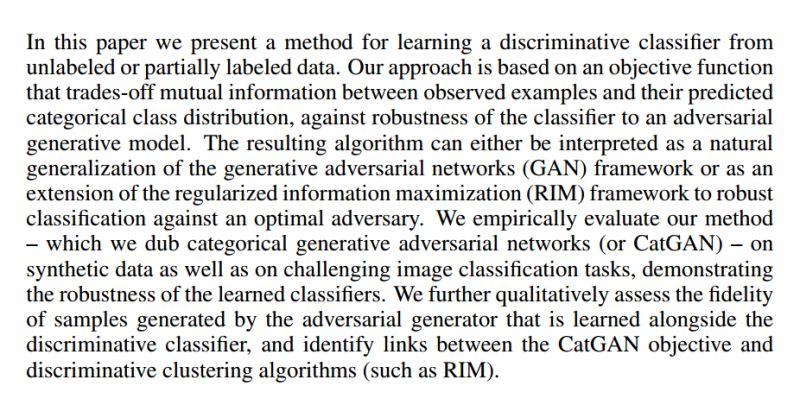 In this paper we present a method for learning a discriminative classifier from
unlabeled or partially labeled data. Our approach is based on an objective function
that trades-off mutual information between observed examples and their predicted
categorical class distribution, against robustness of the classifier to an adversarial
generative model. The resulting algorithm can either be interpreted as a natural
generalization of the generative adversarial networks (GAN) framework or as an
extension of the regularized information maximization (RIM) framework to robust
classification against an optimal adversary. We empirically evaluate our method
– which we dub categorical generative adversarial networks (or CatGAN) – on
synthetic data as well as on challenging image classification tasks, demonstrating
the robustness of the learned classifiers. We further qualitatively assess the fidelity
of samples generated by the adversarial generator that is learned alongside the
discriminative classifier, and identify links between the CatGAN objective and
discriminative clustering algorithms (such as RIM).